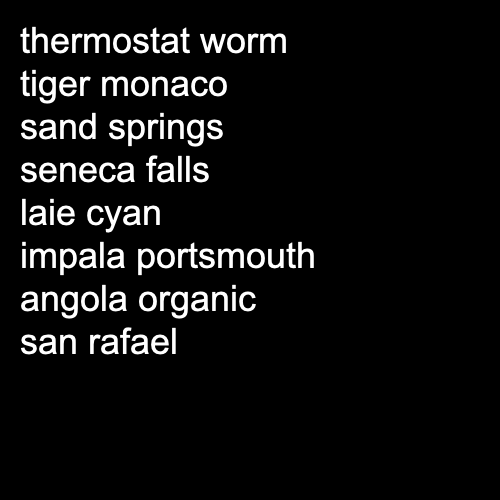 thermostat worm
tiger monaco
sand springs
seneca falls
laie cyan
impala portsmouth
angola organic
san rafael